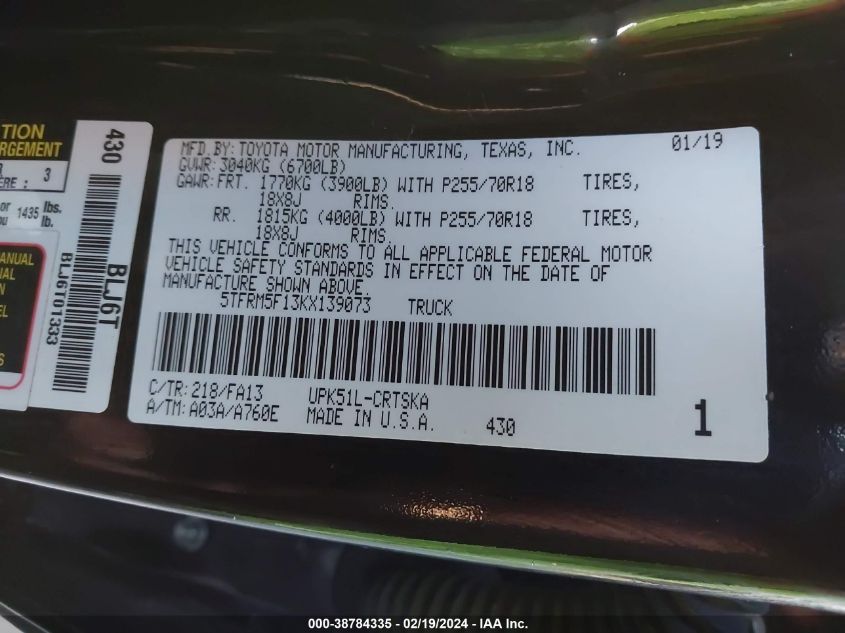 TION
RGEMENT
3
ERE :
or 1435 lbs.
lb.
ANUAL
430
BLJ6T
BLJ6T01333
MFD.BY: TOYOTA MOTOR MANUFACTURING, TEXAS, INC. 01/19
GVWR: 3040KG (6700LB)
GAWR: FRT. 1770KG (3900LB) WITH P255/70R18 TIRES,
18X8J RIMS.
RR. 1815KG (4000LB) WITH P255/70R18 TIRES,
18X8J RIMS.
THIS VEHICLE CONFORMS TO ALL APPLICABLE FEDERAL MOTOR
VEHICLE SAFETY STANDARDS IN EFFECT ON THE DATE OF
MANUFACTURE SHOWN ABOVE.
5TFRM5F13KX139073 TRUCK
C/TR: 218/FA13 UPK51L-CRTSKA
A/TM: A03A/A760E MADE IN U.S.A. 430 1
000-38784335 - 02/19/2024 - IAA Inc.